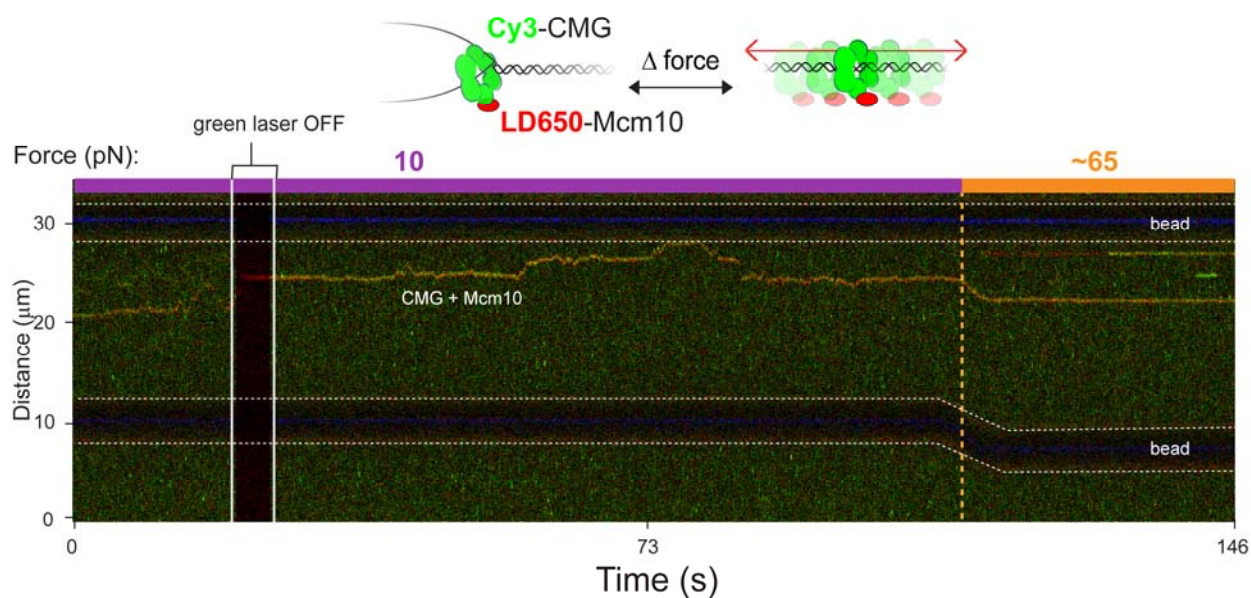 Cy3-CMG
Δ force
LD650-Mcm10
green laser OFF
Force (pN):
10
~65
30
bead
CMG + Mcm10
20
Distance (μm)
10
bead
0
0
73
146
Time (s)